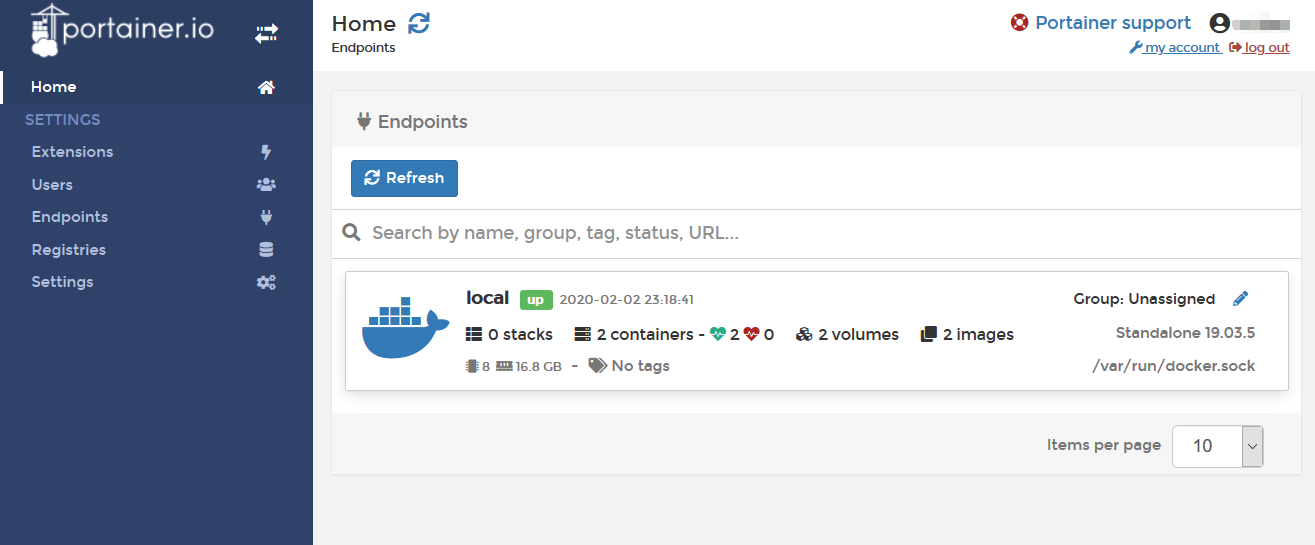 portainer.io
Home
SETTINGS
Extensions
Users
Endpoints
Registries
Settings
Home
Endpoints
Portainer support
my account log out
Endpoints
Refresh
Search by name, group, tag, status, URL...
local up 2020-02-02 23:18:41
Group: Unassigned
0 stacks 2 containers - 2 0 2 volumes 2 images
Standalone 19.03.5
8 16.8 GB - No tags
/var/run/docker.sock
Items per page 10